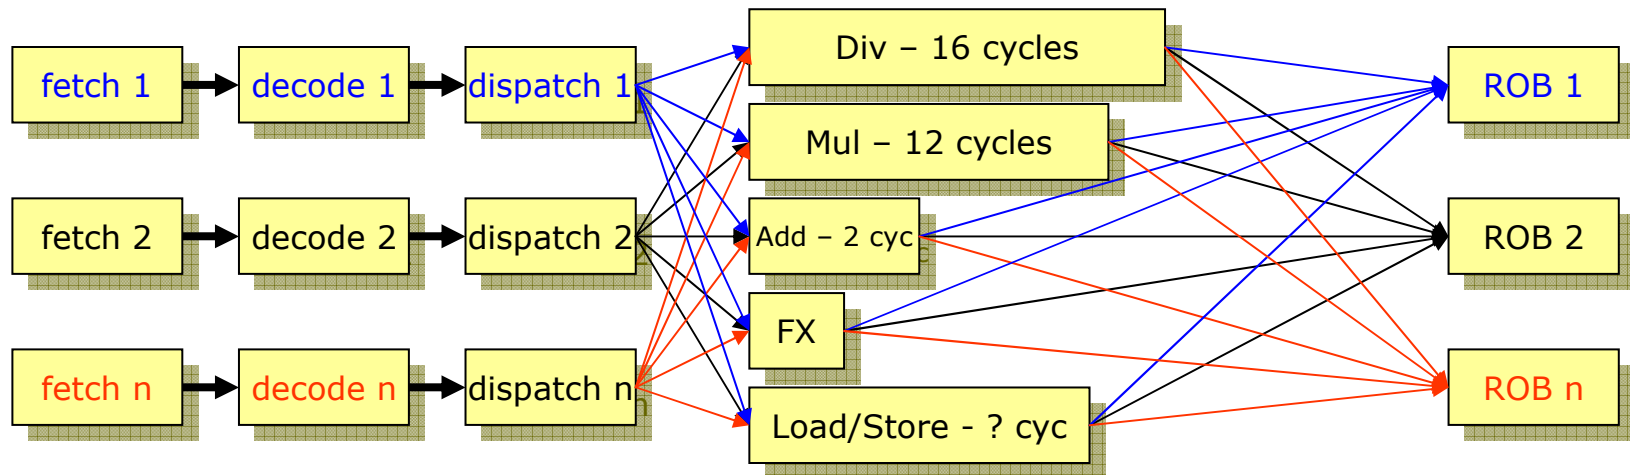 fetch 1
decode 1
dispatch 1
Div – 16 cycles
ROB 1
Mul – 12 cycles
fetch 2
decode 2
dispatch 2
Add – 2 cyc
ROB 2
FX
fetch n
decode n
dispatch n
Load/Store - ? cyc
ROB n